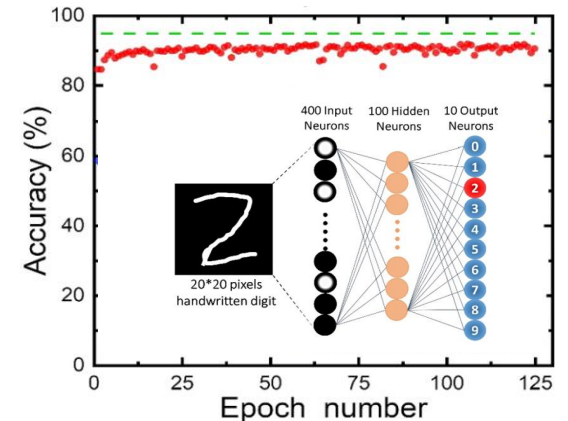 100
80
60
40
20
0
Accuracy (%)
400 Input
Neurons
100 Hidden
Neurons
10 Output
Neurons
0
1
2
3
4
5
6
7
8
9
2
20*20 pixels
handwritten digit
0
25
50
75
100
125
Epoch number